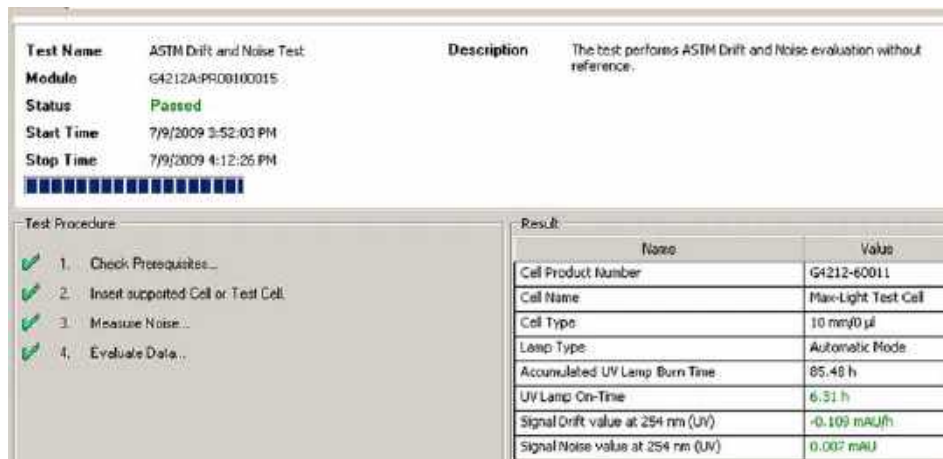 Test Name ASTM Drift and Noise Test Description The test performs ASTM Drift and Noise evaluation without
reference.
Module G4212A:PR00100015
Status Passed
Start Time 7/9/2009 3:52:03 PM
Stop Time 7/9/2009 4:12:26 PM
Test Procedure
1. Check Prerequisites...
2. Insert supported Cell or Test Cell.
3. Measure Noise...
4. Evaluate Data...
Result
Name Value
Cell Product Number G4212-60011
Cell Name Max-Light Test Cell
Cell Type 10 mm/0 µl
Lamp Type Automatic Mode
Accumulated UV Lamp Burn Time 85.48 h
UV Lamp On-Time 6.31 h
Signal Drift value at 254 nm (UV) -0.109 mAU/h
Signal Noise value at 254 nm (UV) 0.007 mAU